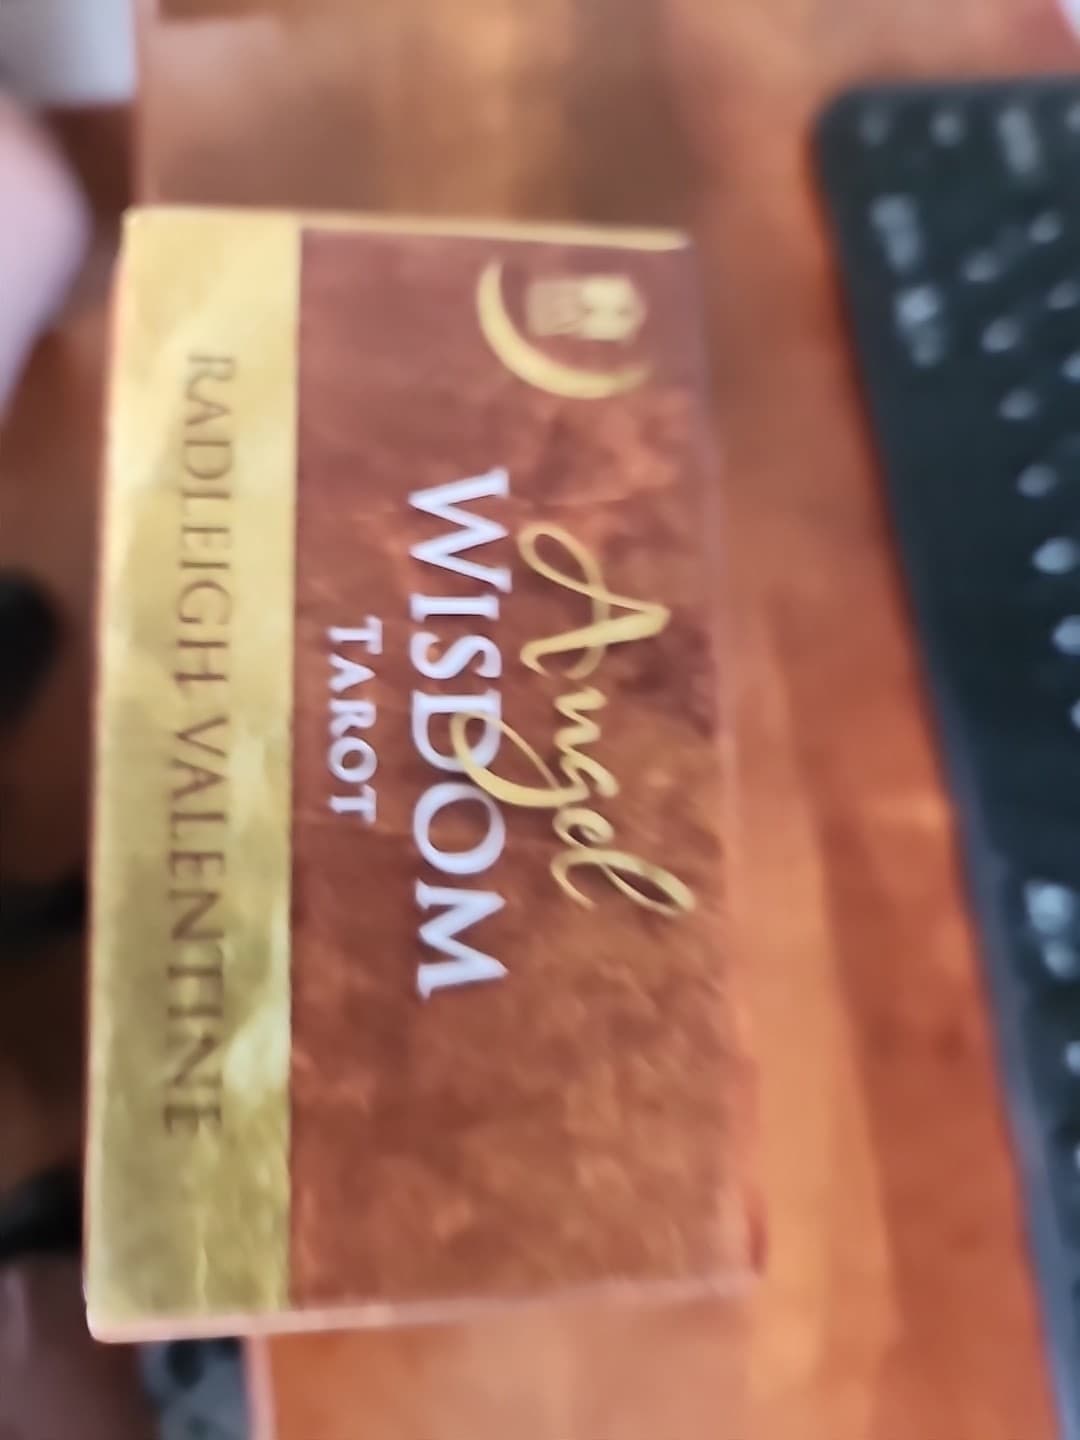 Angel
WISDOM
TAROT
RADLEIGH VALENTINE